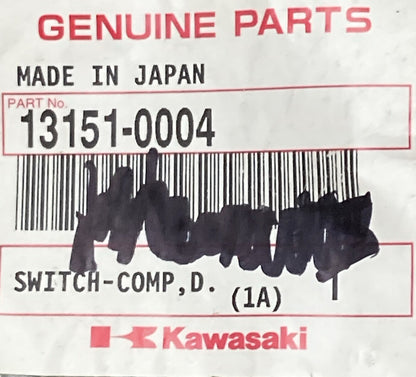 GENUINE PARTS
MADE IN JAPAN
PART No.
13151-0004
SWITCH-COMP,D.
(1A)
Kawasaki